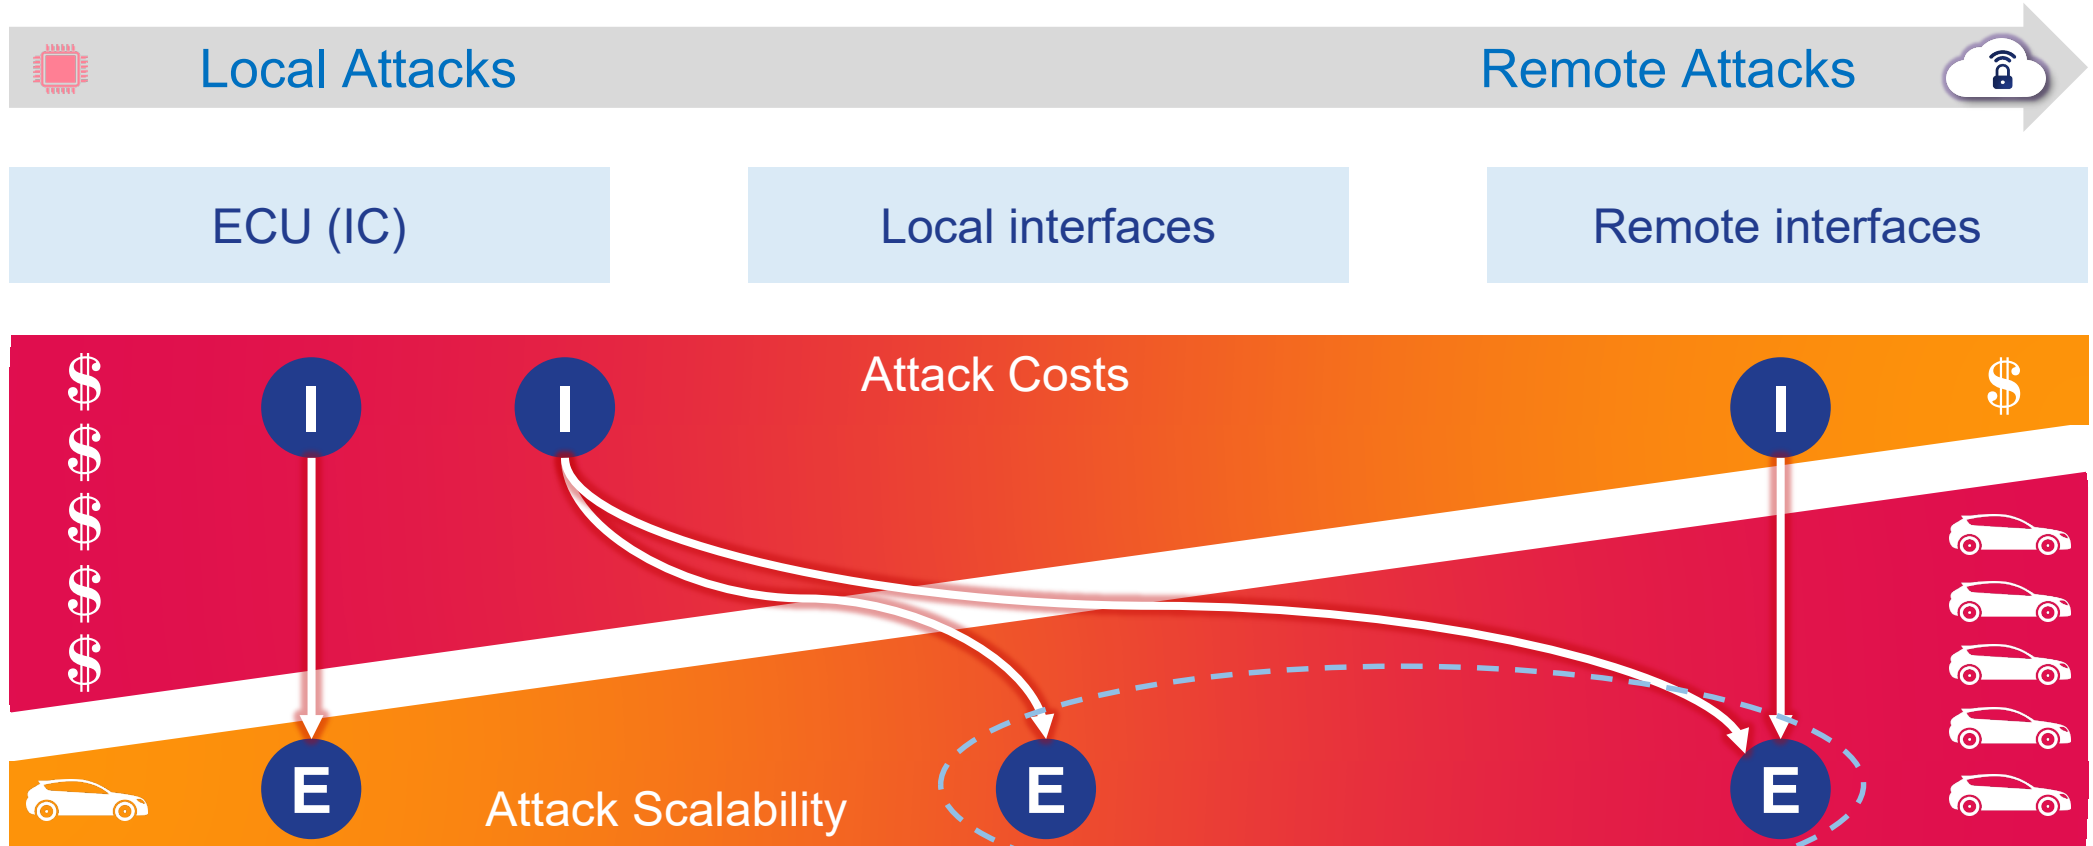 Local Attacks
Remote Attacks
ECU (IC)
Local interfaces
Remote interfaces
Attack Costs
$ I I I $
$
$
$
$
E E E
Attack Scalability